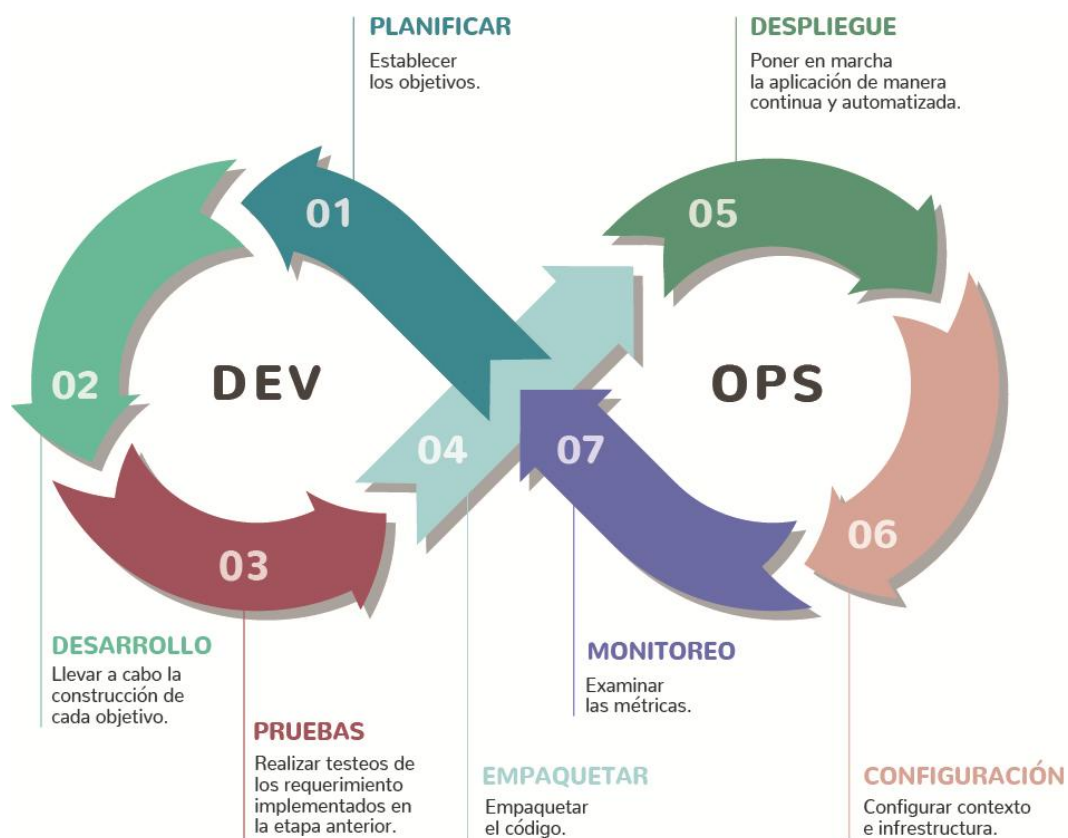 PLANIFICAR
Establecer
los objetivos.
DESPLIEGUE
Poner en marcha
la aplicación de manera
continua y automatizada.
01
05
02
DEV
OPS
04
07
06
03
DESARROLLO
Llevar a cabo la
construcción de
cada objetivo.
PRUEBAS
Realizar testeos de
los requerimiento
implementados en
la etapa anterior.
EMPAQUETAR
Empaquetar
el código.
MONITOREO
Examinar
las métricas.
CONFIGURACIÓN
Configurar contexto
e infrestructura.